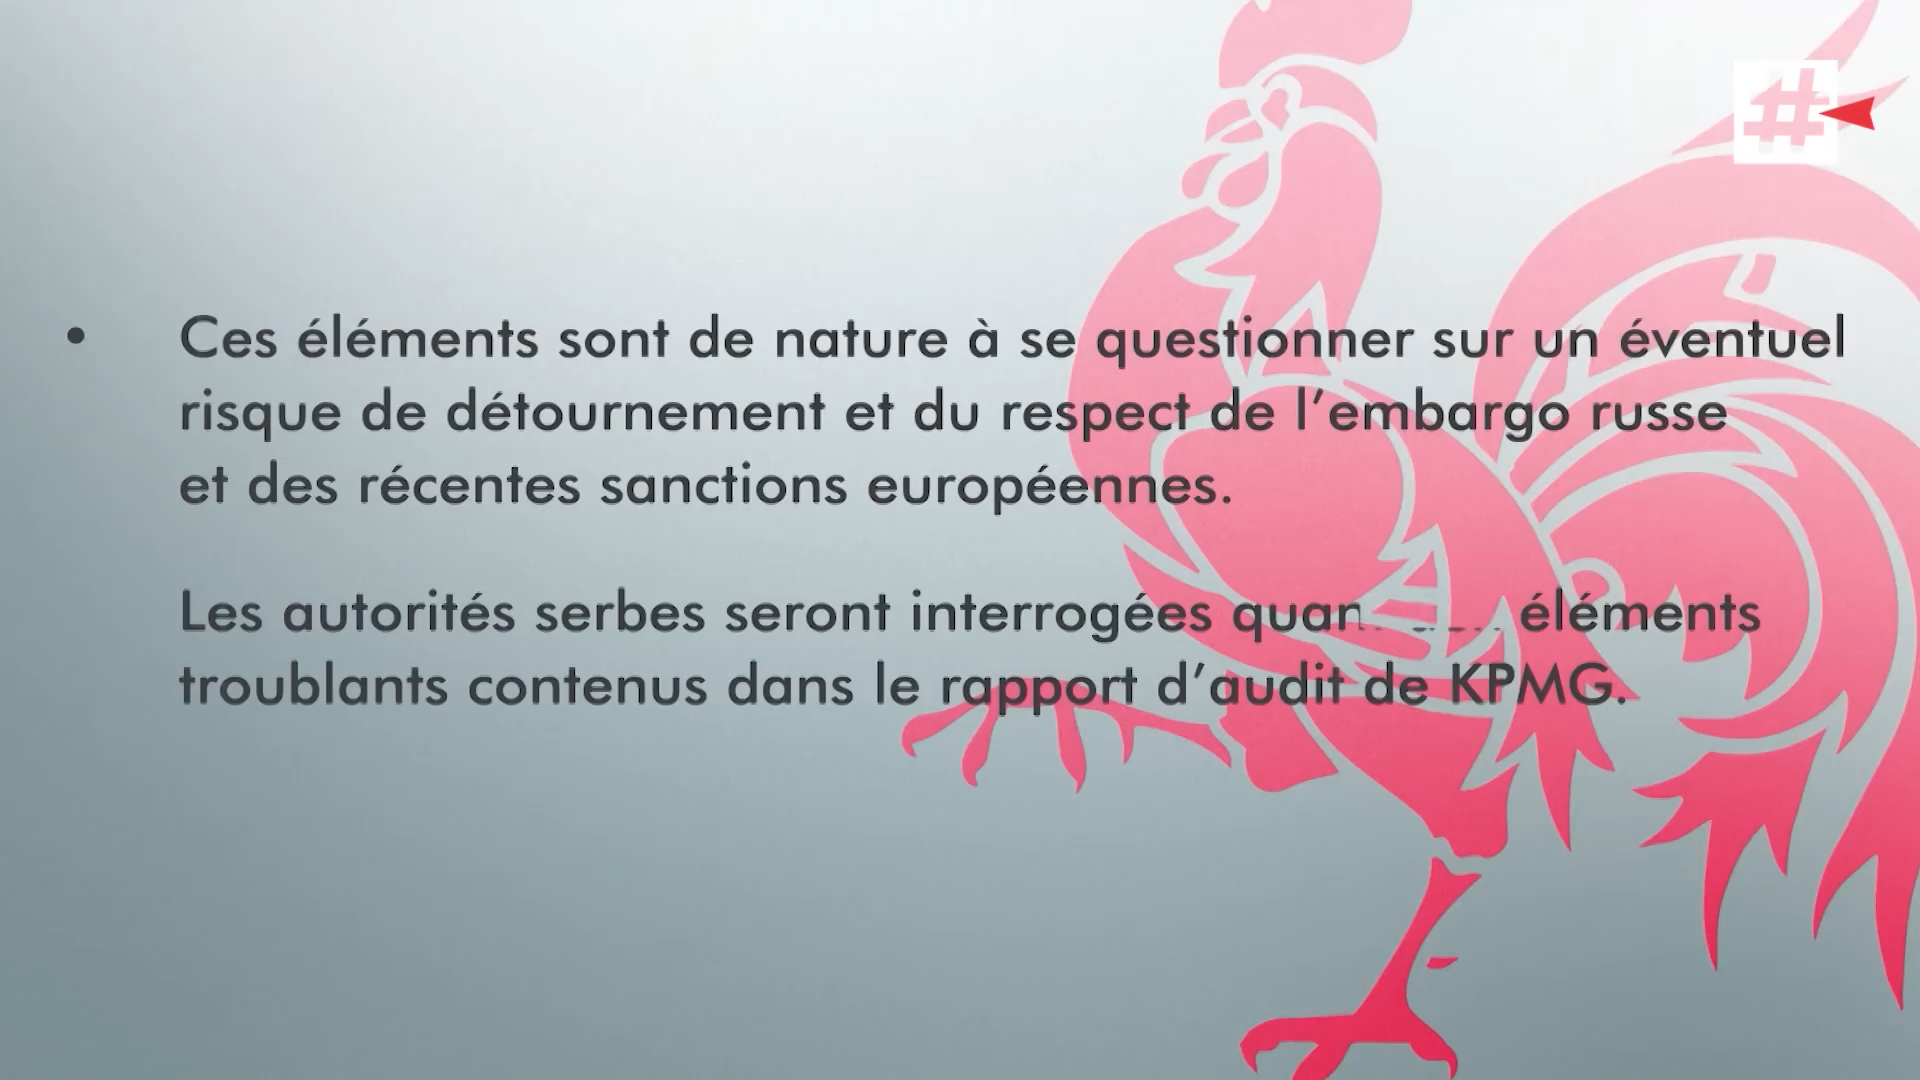 • Ces éléments sont de nature à se questionner sur un éventuel
risque de détournement et du respect de l’embargo russe
et des récentes sanctions européennes.
Les autorités serbes seront interrogées éléments
troublants contenus dans le rapport d’audit de KPMG.
#